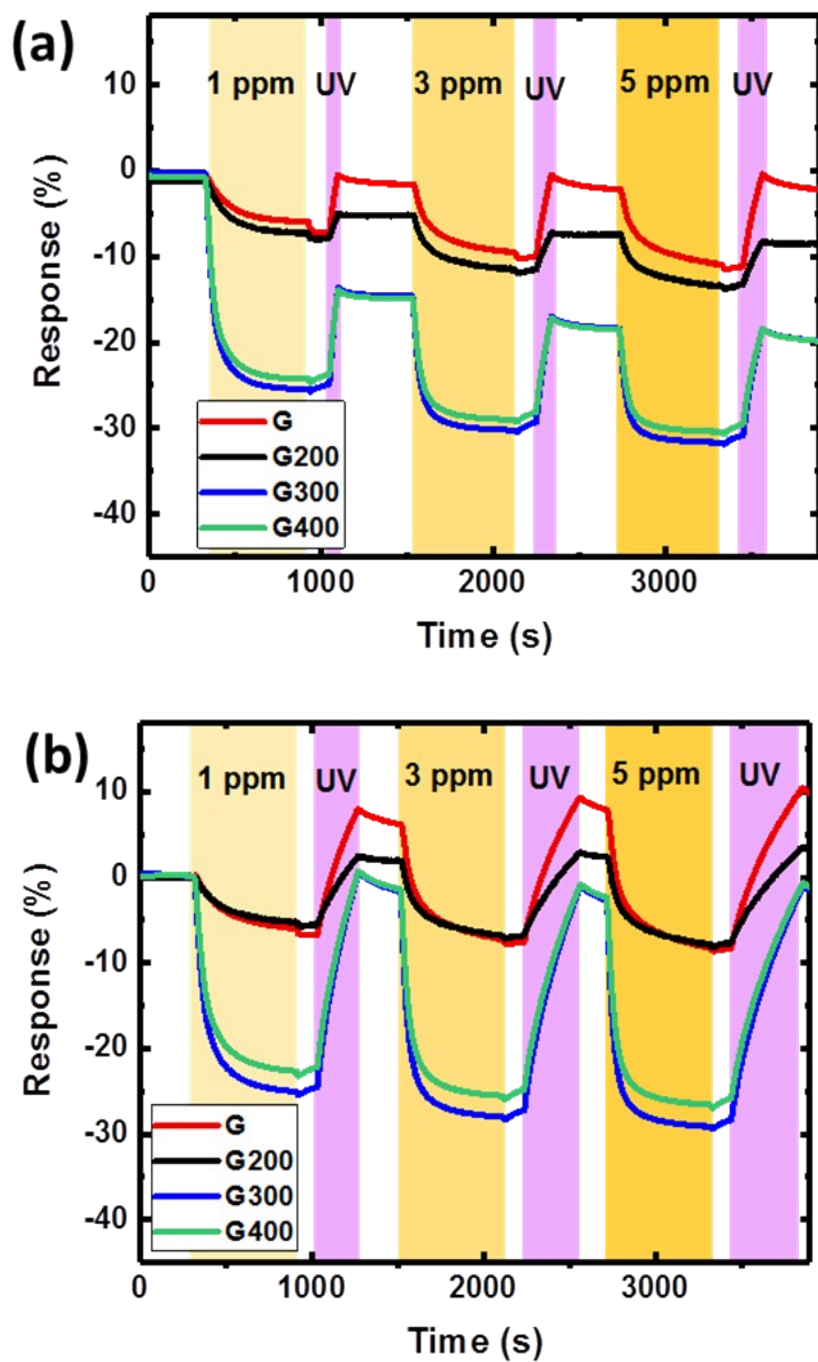 (a)
1 ppm UV 3 ppm UV 5 ppm UV
10
0
-10
-20
-30
-40
Response (%)
G
G200
G300
G400
0 1000 2000 3000
Time (s)
(b)
1 ppm UV 3 ppm UV 5 ppm UV
10
0
-10
-20
-30
-40
Response (%)
G
G200
G300
G400
0 1000 2000 3000
Time (s)